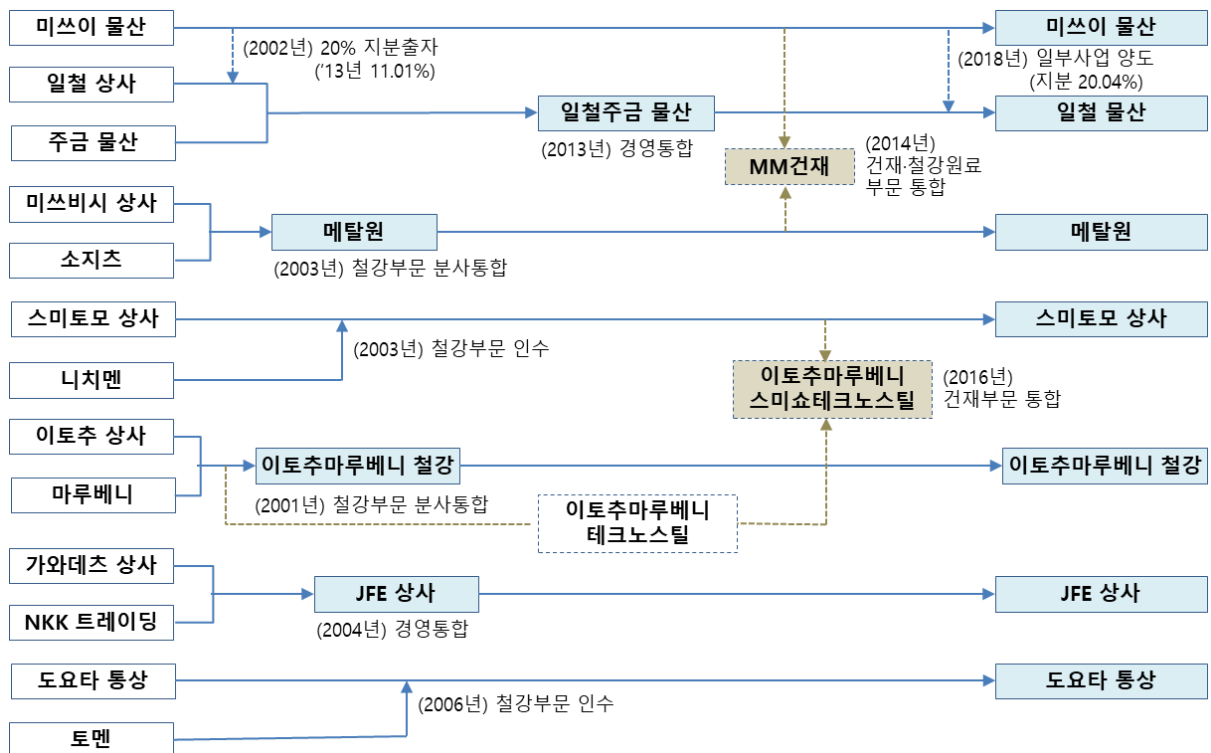 미쓰이 물산
미쓰이 물산
(2002년) 20% 지분출자
('13년 11.01%)
(2018년) 일부사업 양도
(지분 20.04%)
일철 상사
일철주금 물산
일철 물산
주금 물산
(2013년) 경영통합
(2014년)
건재·철강원료
부문 통합
MM건재
미쓰비시 상사
메탈원
메탈원
소지츠
(2003년) 철강부문 분사통합
스미토모 상사
스미토모 상사
(2003년) 철강부문 인수
니치멘
이토추마루베니
스미쇼테크노스틸
(2016년)
건재부문 통합
이토추 상사
이토추마루베니 철강
이토추마루베니 철강
마루베니
(2001년) 철강부문 분사통합
이토추마루베니
테크노스틸
가와데츠 상사
JFE 상사
JFE 상사
NKK 트레이딩
(2004년) 경영통합
도요타 통상
도요타 통상
(2006년) 철강부문 인수
토멘